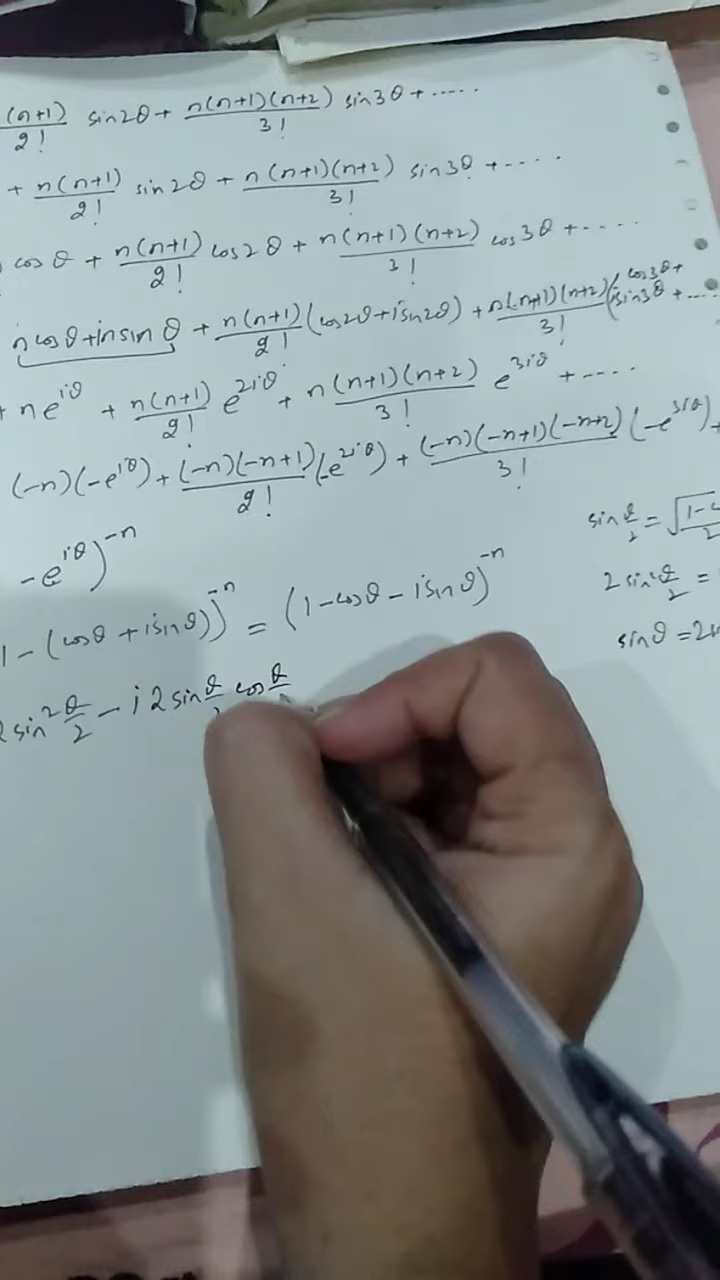 (n+1)/2! sin2θ + n(n+1)(n+2)/3! sin3θ + .....
+ n(n+1)/2! sin2θ + n(n+1)(n+2)/3! sin3θ + ....
cosθ + n(n+1)/2! cos2θ + n(n+1)(n+2)/3! cos3θ + ....
ncosθ+insinθ + n(n+1)/2! (cos2θ+isin2θ) + n(n+1)(n+2)/3! (cos3θ+isin3θ + ....
+ ne^{iθ} + n(n+1)/2! e^{2iθ} + n(n+1)(n+2)/3! e^{3iθ} + ....
(-n)(-e^{iθ}) + (-n)(-n+1)/2! (-e^{2iθ}) + (-n)(-n+1)(-n+2)/3! (-e^{3iθ}) +
-e^{iθ})^{-n}
1-(cosθ+isinθ))^{-n} = (1-cosθ-isinθ)^{-n}
2sin²θ/2 - i2sinθ/2 cosθ/
sinθ/2 = √1-
2sin²θ/2 =
sinθ = 2